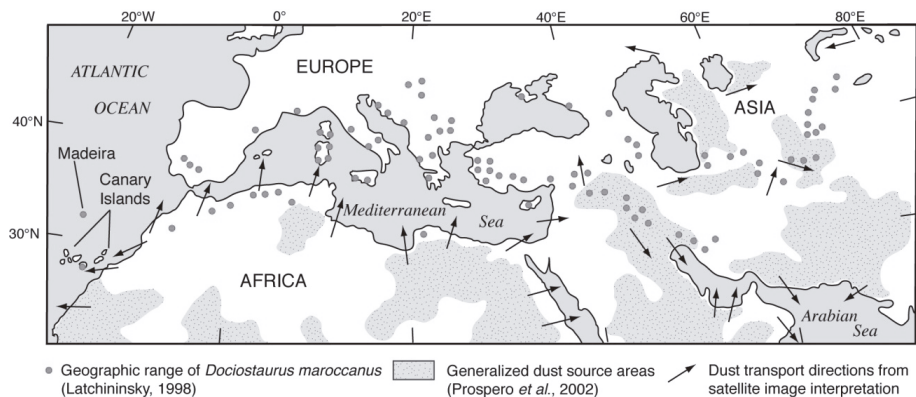 20°W 0° 20°E 40°E 60°E 80°E
ATLANTIC
OCEAN
EUROPE
ASIA
40°N
Madeira
Canary
Islands
Mediterranean
Sea
30°N
AFRICA
Arabian
Sea
Geographic range of Dociostaurus maroccanus
(Latchininsky, 1998)
Generalized dust source areas
(Prospero et al., 2002)
Dust transport directions from
satellite image interpretation